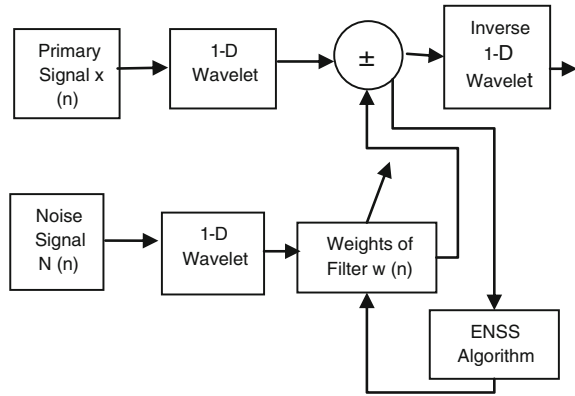 Primary
Signal x
(n)
1-D
Wavelet
±
Inverse
1-D
Wavelet
Noise
Signal
N (n)
1-D
Wavelet
Weights of
Filter w (n)
ENSS
Algorithm